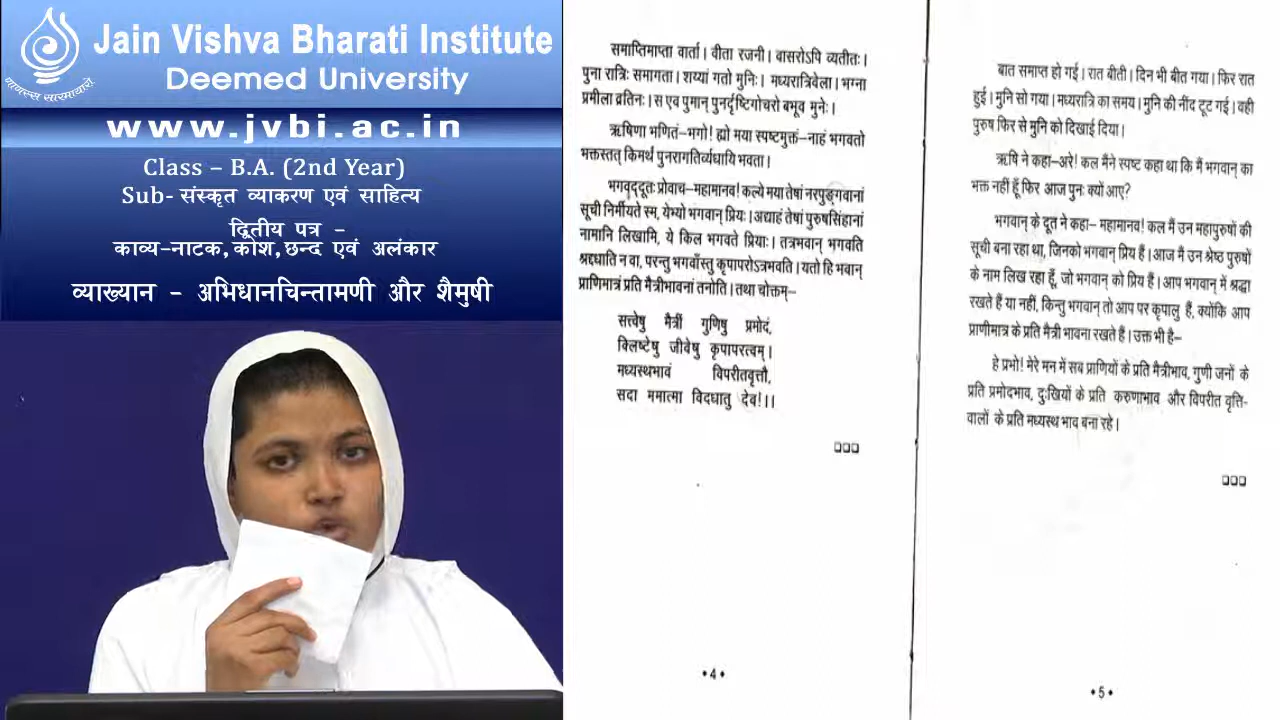 Jain Vishva Bharati Institute
Deemed University
णाणस्स सारमायारो
www.jvbi.ac.in
Class – B.A. (2nd Year)
Sub- संस्कृत व्याकरण एवं साहित्य
द्वितीय पत्र –
काव्य-नाटक,कोश,छन्द एवं अलंकार
व्याख्यान – अभिधानचिन्तामणी और शैमुषी
समाप्तिमाप्ता वार्ता। वीता रजनी। वासरोऽपि व्यतीतः।
पुना रात्रिः समागता। शय्यां गतो मुनिः। मध्यरात्रिवेला। भग्ना
प्रमीला व्रतिनः। स एव पुमान् पुनर्दृष्टिगोचरो बभूव मुनेः।
ऋषिणा भणितं–भगो! ह्यो मया स्पष्टमुक्तं–नाहं भगवतो
भक्तस्तत् किमर्थं पुनरागतिर्व्यधायि भवता।
भगवद्दूतः प्रोवाच–महामानव! कल्ये मया तेषां नरपुङ्गवानां
सूची निर्मीयते स्म, येभ्यो भगवान् प्रियः। अद्याहं तेषां पुरुषसिंहानां
नामानि लिखामि, ये किल भगवते प्रियाः। तत्रभवान् भगवति
श्रद्दधाति न वा, परन्तु भगवाँस्तु कृपापरोऽत्रभवति। यतो हि भवान्
प्राणिमात्रं प्रति मैत्रीभावनां तनोति। तथा चोक्तम्–
सत्त्वेषु मैत्रीं गुणिषु प्रमोदं,
क्लिष्टेषु जीवेषु कृपापरत्वम्।
मध्यस्थभावं विपरीतवृत्तौ,
सदा ममात्मा विदधातु देव!।।
•4•
बात समाप्त हो गई। रात बीती। दिन भी बीत गया। फिर रात
हुई। मुनि सो गया। मध्यरात्रि का समय। मुनि की नींद टूट गई। वही
पुरुष फिर से मुनि को दिखाई दिया।
ऋषि ने कहा–अरे! कल मैंने स्पष्ट कहा था कि मैं भगवान् का
भक्त नहीं हूँ फिर आज पुनः क्यों आए?
भगवान् के दूत ने कहा– महामानव! कल मैं उन महापुरुषों की
सूची बना रहा था, जिनको भगवान् प्रिय हैं। आज मैं उन श्रेष्ठ पुरुषों
के नाम लिख रहा हूँ, जो भगवान् को प्रिय हैं। आप भगवान् में श्रद्धा
रखते हैं या नहीं, किन्तु भगवान् तो आप पर कृपालु हैं, क्योंकि आप
प्राणीमात्र के प्रति मैत्री भावना रखते हैं। उक्त भी है–
हे प्रभो! मेरे मन में सब प्राणियों के प्रति मैत्रीभाव, गुणी जनों के
प्रति प्रमोदभाव, दुःखियों के प्रति करुणाभाव और विपरीत वृत्ति-
वालों के प्रति मध्यस्थ भाव बना रहे।
•5•